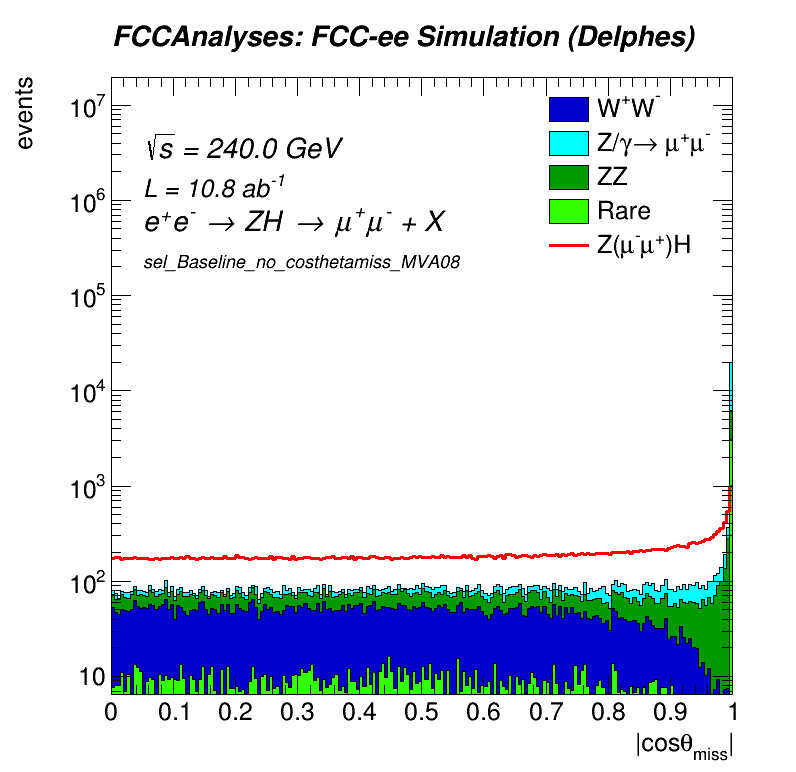 FCCAnalyses: FCC-ee Simulation (Delphes)
events
10⁷
10⁶
10⁵
10⁴
10³
10²
10
√s = 240.0 GeV
L = 10.8 ab⁻¹
e⁺e⁻ → ZH → μ⁺μ⁻ + X
sel_Baseline_no_costhetamiss_MVA08
W⁺W⁻
Z/γ→ μ⁺μ⁻
ZZ
Rare
Z(μ⁻μ⁺)H
0 0.1 0.2 0.3 0.4 0.5 0.6 0.7 0.8 0.9 1
|cosθ_miss|